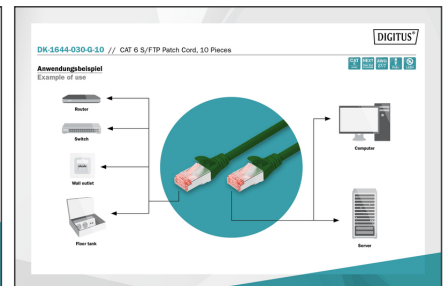 DIGITUS®
DK-1644-030-G-10 // CAT 6 S/FTP Patch Cord, 10 Pieces
Anwendungsbeispiel
Example of use
Router
Switch
Wall outlet
Floor tank
Computer
Server